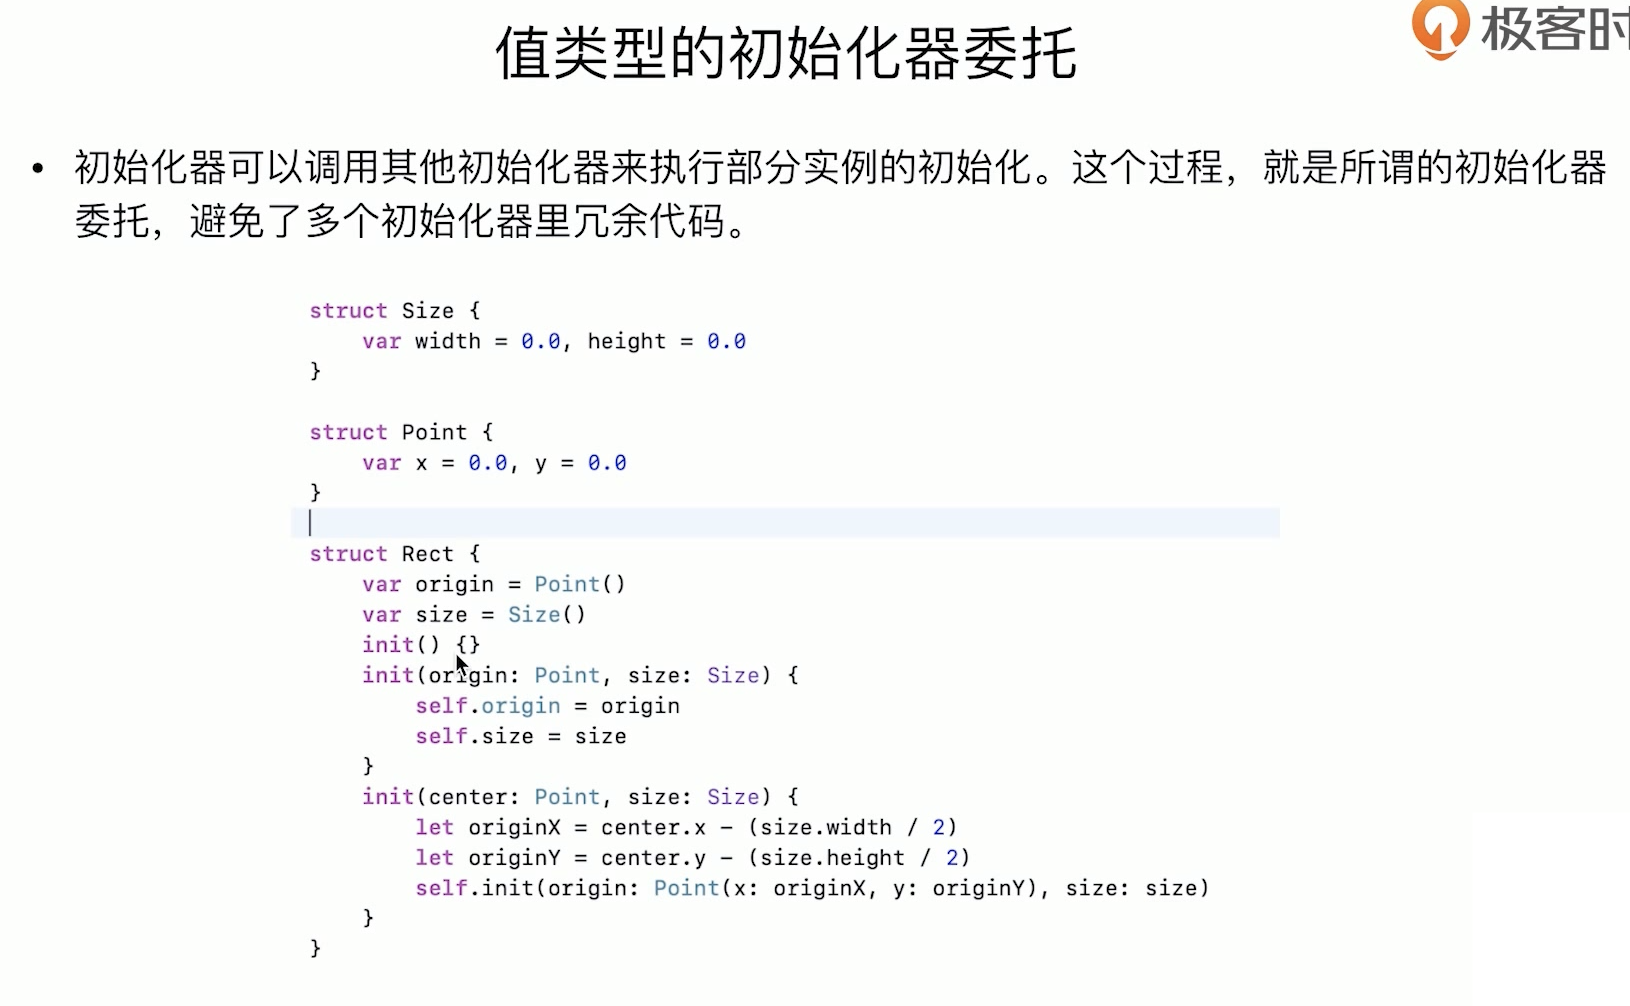 值类型的初始化器委托
极客时
• 初始化器可以调用其他初始化器来执行部分实例的初始化。这个过程，就是所谓的初始化器
委托，避免了多个初始化器里冗余代码。
struct Size {
    var width = 0.0, height = 0.0
}
struct Point {
    var x = 0.0, y = 0.0
}
struct Rect {
    var origin = Point()
    var size = Size()
    init() {}
    init(origin: Point, size: Size) {
        self.origin = origin
        self.size = size
    }
    init(center: Point, size: Size) {
        let originX = center.x - (size.width / 2)
        let originY = center.y - (size.height / 2)
        self.init(origin: Point(x: originX, y: originY), size: size)
    }
}